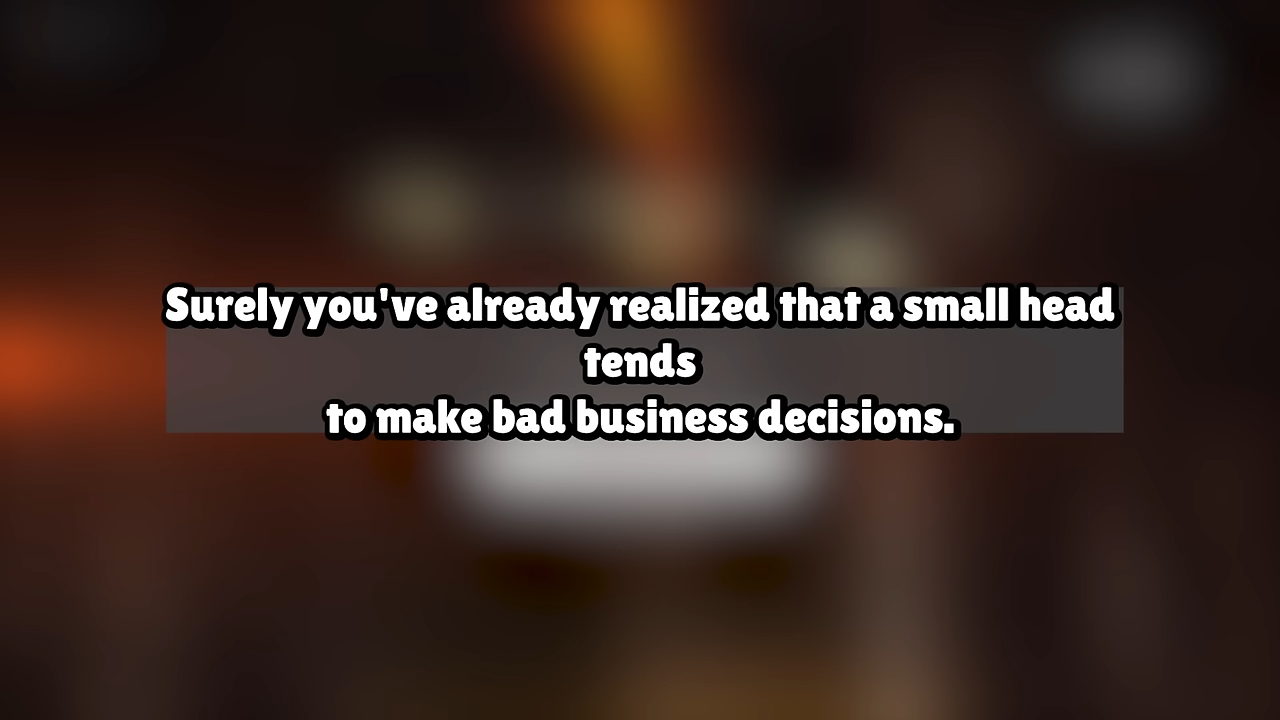 Surely you've already realized that a small head
tends
to make bad business decisions.